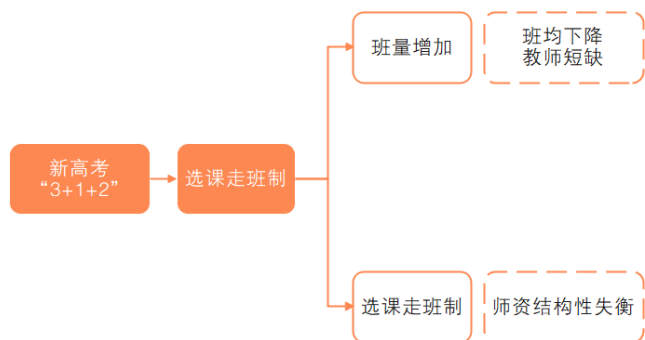 班量增加
班均下降
教师短缺
新高考
“3+1+2”
选课走班制
选课走班制
师资结构性失衡